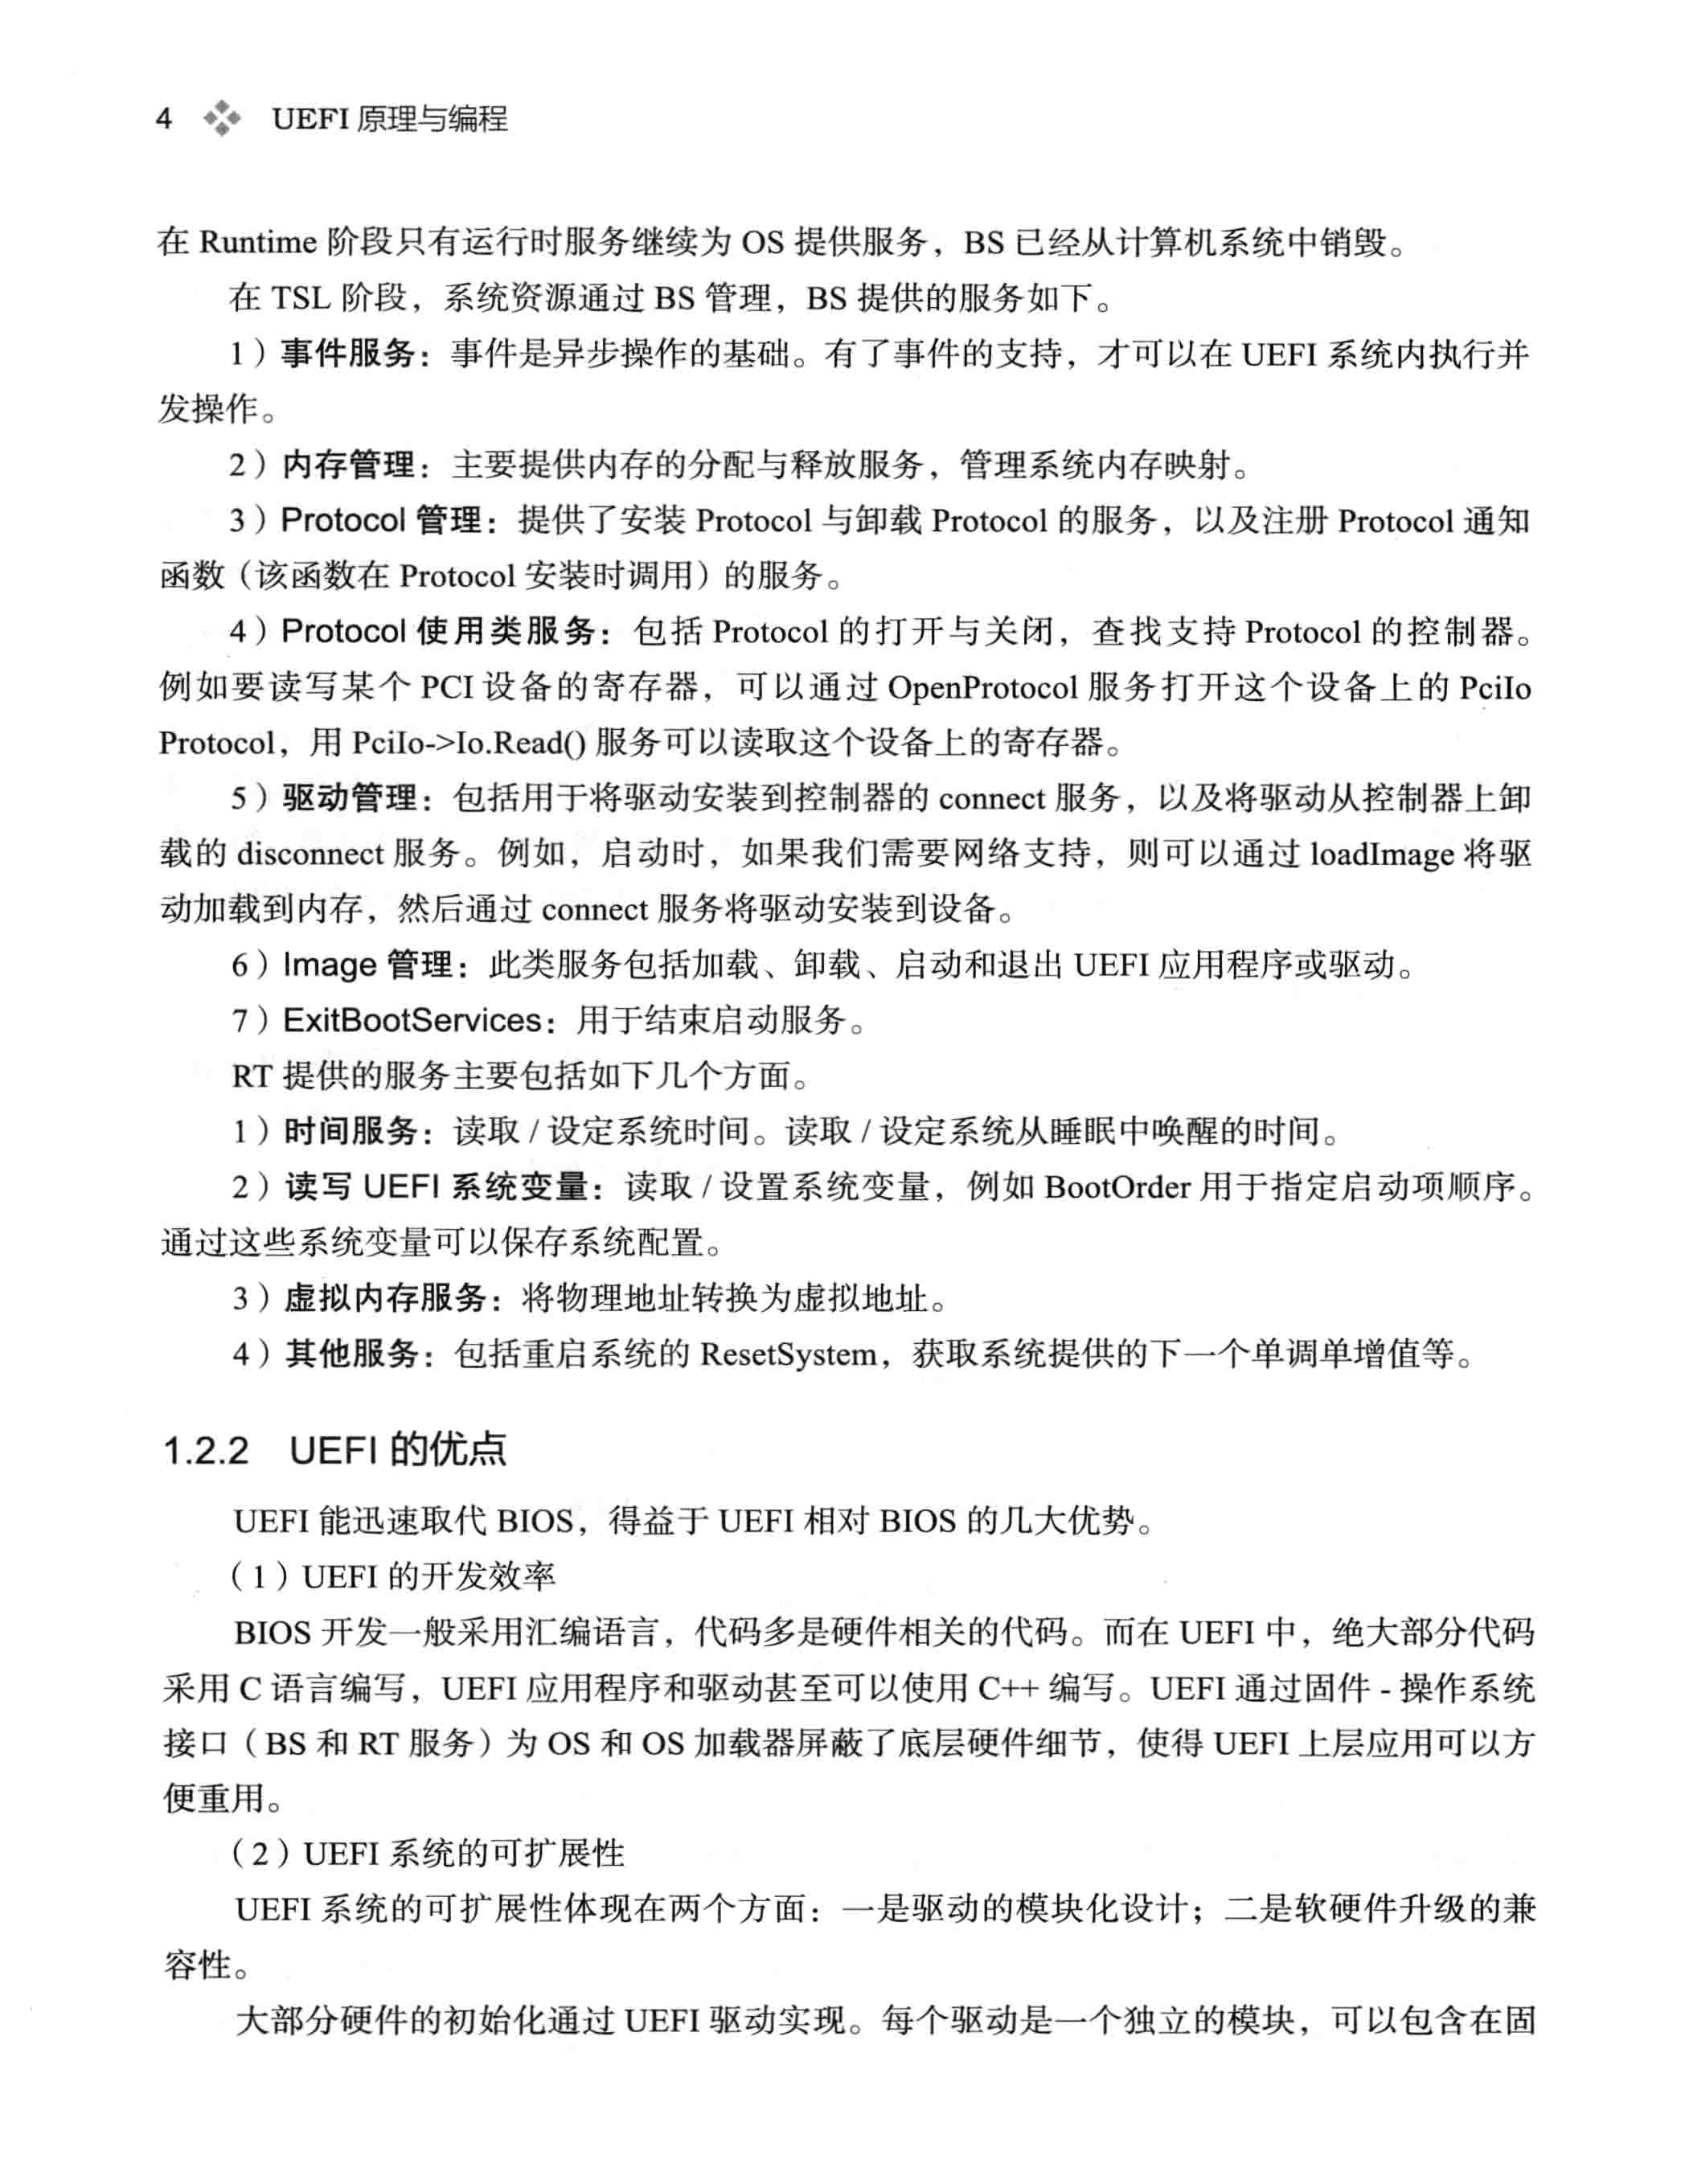 4 UEFI 原理与编程
在 Runtime 阶段只有运行时服务继续为 OS 提供服务，BS 已经从计算机系统中销毁。
在 TSL 阶段，系统资源通过 BS 管理，BS 提供的服务如下。
1）事件服务：事件是异步操作的基础。有了事件的支持，才可以在 UEFI 系统内执行并
发操作。
2）内存管理：主要提供内存的分配与释放服务，管理系统内存映射。
3）Protocol 管理：提供了安装 Protocol 与卸载 Protocol 的服务，以及注册 Protocol 通知
函数（该函数在 Protocol 安装时调用）的服务。
4）Protocol 使用类服务：包括 Protocol 的打开与关闭，查找支持 Protocol 的控制器。
例如要读写某个 PCI 设备的寄存器，可以通过 OpenProtocol 服务打开这个设备上的 PciIo
Protocol，用 PciIo->Io.Read() 服务可以读取这个设备上的寄存器。
5）驱动管理：包括用于将驱动安装到控制器的 connect 服务，以及将驱动从控制器上卸
载的 disconnect 服务。例如，启动时，如果我们需要网络支持，则可以通过 loadImage 将驱
动加载到内存，然后通过 connect 服务将驱动安装到设备。
6）Image 管理：此类服务包括加载、卸载、启动和退出 UEFI 应用程序或驱动。
7）ExitBootServices：用于结束启动服务。
RT 提供的服务主要包括如下几个方面。
1）时间服务：读取 / 设定系统时间。读取 / 设定系统从睡眠中唤醒的时间。
2）读写 UEFI 系统变量：读取 / 设置系统变量，例如 BootOrder 用于指定启动项顺序。
通过这些系统变量可以保存系统配置。
3）虚拟内存服务：将物理地址转换为虚拟地址。
4）其他服务：包括重启系统的 ResetSystem，获取系统提供的下一个单调单增值等。
1.2.2 UEFI 的优点
UEFI 能迅速取代 BIOS，得益于 UEFI 相对 BIOS 的几大优势。
（1）UEFI 的开发效率
BIOS 开发一般采用汇编语言，代码多是硬件相关的代码。而在 UEFI 中，绝大部分代码
采用 C 语言编写，UEFI 应用程序和驱动甚至可以使用 C++ 编写。UEFI 通过固件 - 操作系统
接口（BS 和 RT 服务）为 OS 和 OS 加载器屏蔽了底层硬件细节，使得 UEFI 上层应用可以方
便重用。
（2）UEFI 系统的可扩展性
UEFI 系统的可扩展性体现在两个方面：一是驱动的模块化设计；二是软硬件升级的兼
容性。
大部分硬件的初始化通过 UEFI 驱动实现。每个驱动是一个独立的模块，可以包含在固